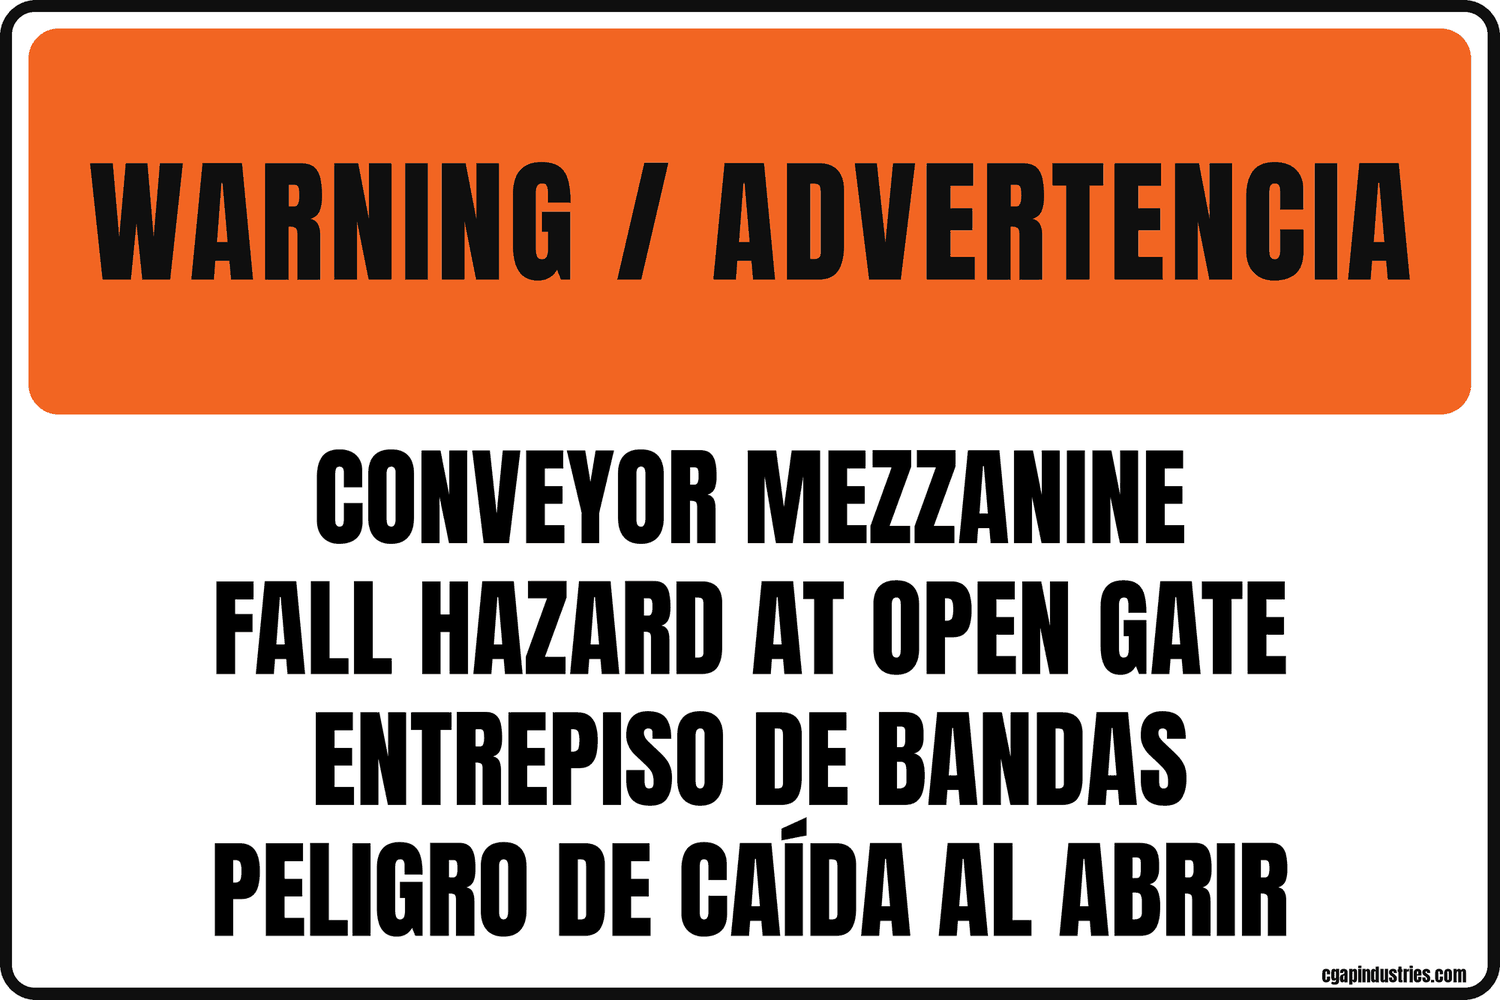 WARNING / ADVERTENCIA
CONVEYOR MEZZANINE
FALL HAZARD AT OPEN GATE
ENTREPISO DE BANDAS
PELIGRO DE CAÍDA AL ABRIR
cgapindustries.com